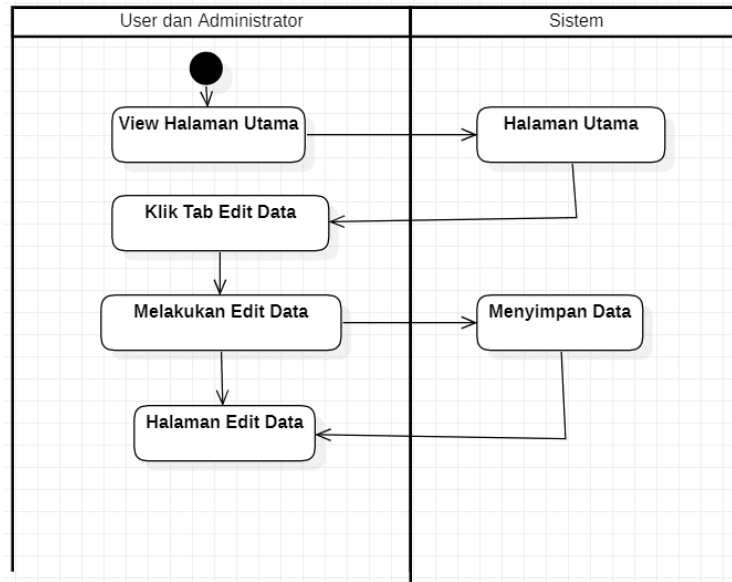 User dan Administrator
Sistem
View Halaman Utama
Halaman Utama
Klik Tab Edit Data
Melakukan Edit Data
Menyimpan Data
Halaman Edit Data